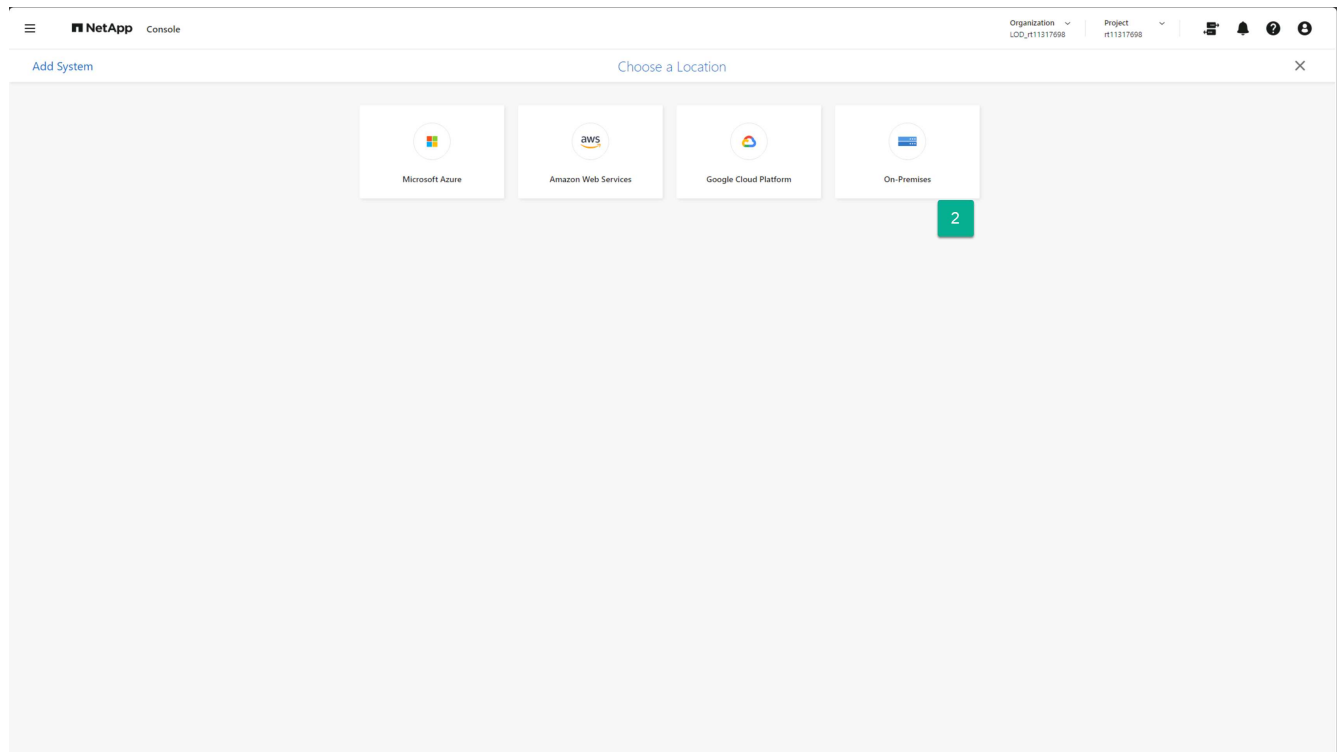 NetApp Console
Organization
LOD_rt11317698
Project
rt11317698
Add System
Choose a Location
aws
Microsoft Azure
Amazon Web Services
Google Cloud Platform
On-Premises
2